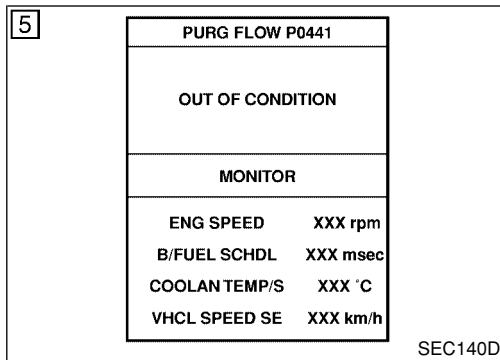 5
PURG FLOW P0441
OUT OF CONDITION
MONITOR
ENG SPEED XXX rpm
B/FUEL SCHDL XXX msec
COOLAN TEMP/S XXX °C
VHCL SPEED SE XXX km/h
SEC140D